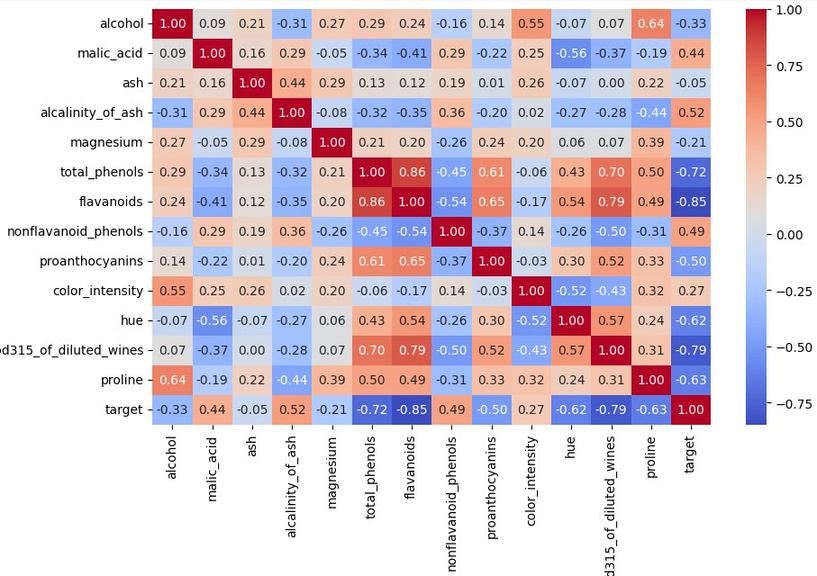 alcohol 1.00 0.09 0.21 -0.31 0.27 0.29 0.24 -0.16 0.14 0.55 -0.07 0.07 0.64 -0.33
malic_acid 0.09 1.00 0.16 0.29 -0.05 -0.34 -0.41 0.29 -0.22 0.25 -0.56 -0.37 -0.19 0.44
ash 0.21 0.16 1.00 0.44 0.29 0.13 0.12 0.19 0.01 0.26 -0.07 0.00 0.22 -0.05
alcalinity_of_ash -0.31 0.29 0.44 1.00 -0.08 -0.32 -0.35 0.36 -0.20 0.02 -0.27 -0.28 -0.44 0.52
magnesium 0.27 -0.05 0.29 -0.08 1.00 0.21 0.20 -0.26 0.24 0.20 0.06 0.07 0.39 -0.21
total_phenols 0.29 -0.34 0.13 -0.32 0.21 1.00 0.86 -0.45 0.61 -0.06 0.43 0.70 0.50 -0.72
flavanoids 0.24 -0.41 0.12 -0.35 0.20 0.86 1.00 -0.54 0.65 -0.17 0.54 0.79 0.49 -0.85
nonflavanoid_phenols -0.16 0.29 0.19 0.36 -0.26 -0.45 -0.54 1.00 -0.37 0.14 -0.26 -0.50 -0.31 0.49
proanthocyanins 0.14 -0.22 0.01 -0.20 0.24 0.61 0.65 -0.37 1.00 -0.03 0.30 0.52 0.33 -0.50
color_intensity 0.55 0.25 0.26 0.02 0.20 -0.06 -0.17 0.14 -0.03 1.00 -0.52 -0.43 0.32 0.27
hue -0.07 -0.56 -0.07 -0.27 0.06 0.43 0.54 -0.26 0.30 -0.52 1.00 0.57 0.24 -0.62
d315_of_diluted_wines 0.07 -0.37 0.00 -0.28 0.07 0.70 0.79 -0.50 0.52 -0.43 0.57 1.00 0.31 -0.79
proline 0.64 -0.19 0.22 -0.44 0.39 0.50 0.49 -0.31 0.33 0.32 0.24 0.31 1.00 -0.63
target -0.33 0.44 -0.05 0.52 -0.21 -0.72 -0.85 0.49 -0.50 0.27 -0.62 -0.79 -0.63 1.00
alcohol
malic_acid
ash
alcalinity_of_ash
magnesium
total_phenols
flavanoids
nonflavanoid_phenols
proanthocyanins
color_intensity
hue
d315_of_diluted_wines
proline
target
1.00
0.75
0.50
0.25
0.00
−0.25
−0.50
−0.75